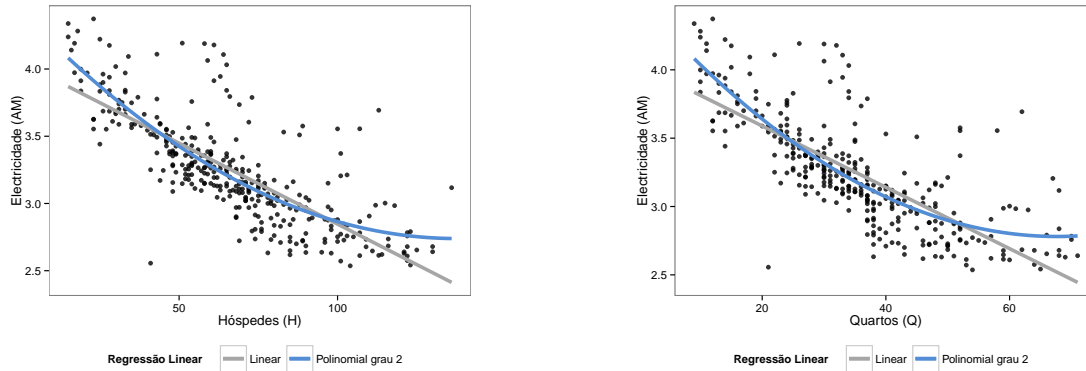 4.0
3.5
3.0
2.5
Electricidade (AM)
50
100
Hóspedes (H)
Regressão Linear
Linear
Polinomial grau 2
4.0
3.5
3.0
2.5
Electricidade (AM)
20
40
60
Quartos (Q)
Regressão Linear
Linear
Polinomial grau 2